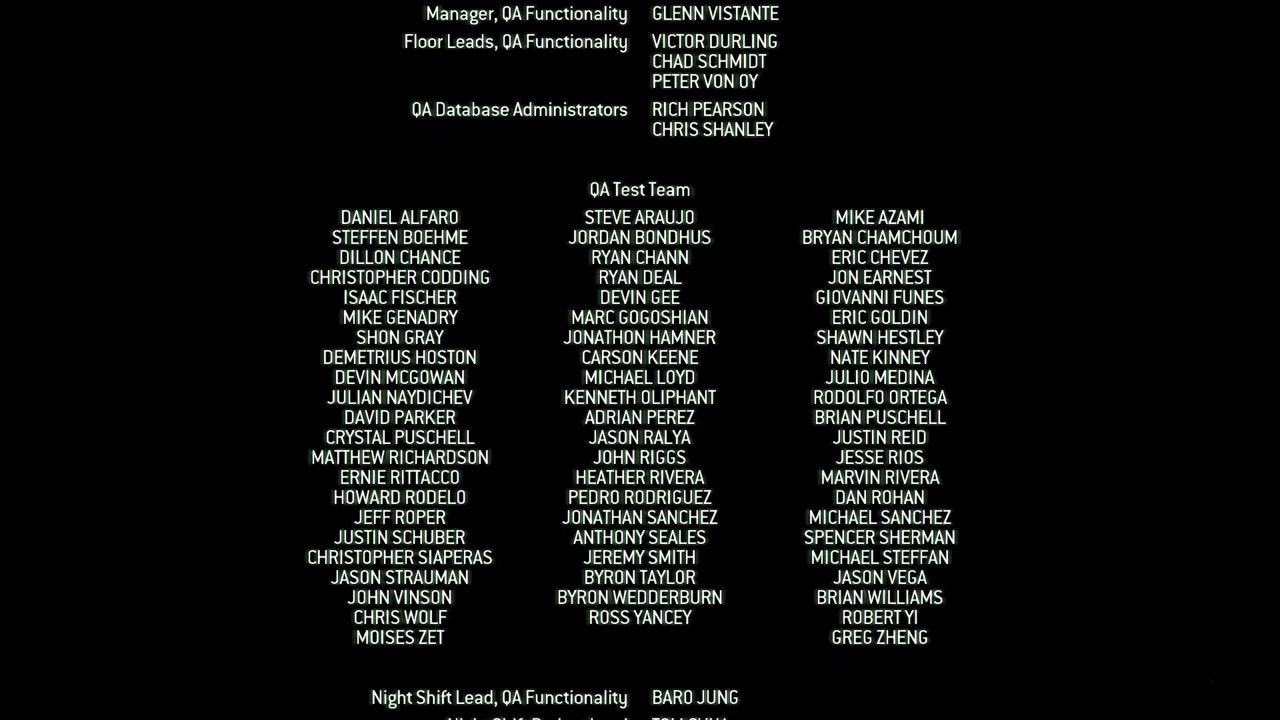 Manager, QA Functionality GLENN VISTANTE
Floor Leads, QA Functionality VICTOR DURLING
CHAD SCHMIDT
PETER VON OY
QA Database Administrators RICH PEARSON
CHRIS SHANLEY
QA Test Team
DANIEL ALFARO STEVE ARAUJO MIKE AZAMI
STEFFEN BOEHME JORDAN BONDHUS BRYAN CHAMCHOUM
DILLON CHANCE RYAN CHANN ERIC CHEVEZ
CHRISTOPHER CODDING RYAN DEAL JON EARNEST
ISAAC FISCHER DEVIN GEE GIOVANNI FUNES
MIKE GENADRY MARC GOGOSHIAN ERIC GOLDIN
SHON GRAY JONATHON HAMNER SHAWN HESTLEY
DEMETRIUS HOSTON CARSON KEENE NATE KINNEY
DEVIN MCGOWAN MICHAEL LOYD JULIO MEDINA
JULIAN NAYDICHEV KENNETH OLIPHANT RODOLFO ORTEGA
DAVID PARKER ADRIAN PEREZ BRIAN PUSCHELL
CRYSTAL PUSCHELL JASON RALYA JUSTIN REID
MATTHEW RICHARDSON JOHN RIGGS JESSE RIOS
ERNIE RITTACCO HEATHER RIVERA MARVIN RIVERA
HOWARD RODELO PEDRO RODRIGUEZ DAN ROHAN
JEFF ROPER JONATHAN SANCHEZ MICHAEL SANCHEZ
JUSTIN SCHUBER ANTHONY SEALES SPENCER SHERMAN
CHRISTOPHER SIAPERAS JEREMY SMITH MICHAEL STEFFAN
JASON STRAUMAN BYRON TAYLOR JASON VEGA
JOHN VINSON BYRON WEDDERBURN BRIAN WILLIAMS
CHRIS WOLF ROSS YANCEY ROBERT YI
MOISES ZET GREG ZHENG
Night Shift Lead, QA Functionality BARO JUNG